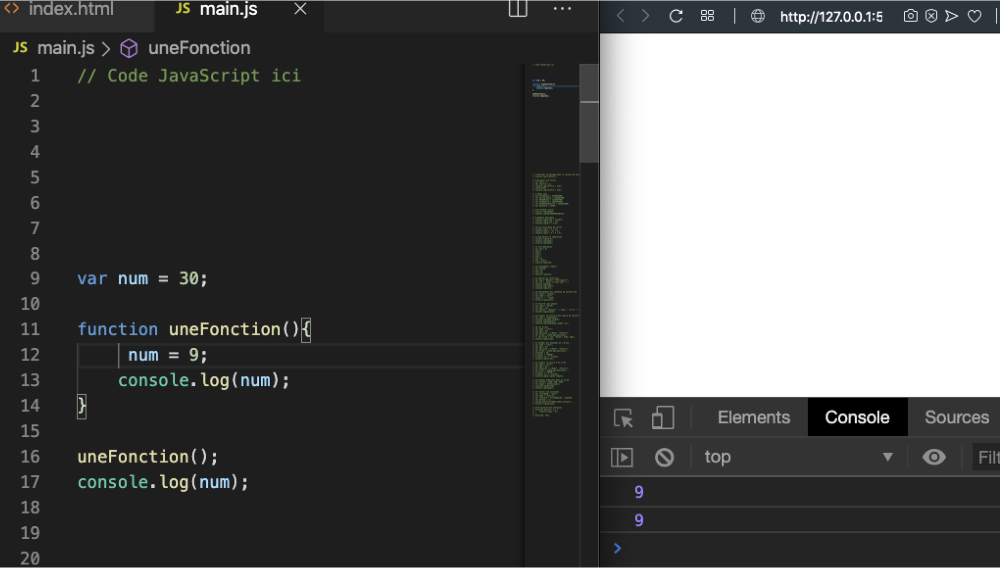 index.html
JS main.js
JS main.js > uneFonction
1 // Code JavaScript ici
2
3
4
5
6
7
8
9 var num = 30;
10
11 function uneFonction(){
12 num = 9;
13 console.log(num);
14 }
15
16 uneFonction();
17 console.log(num);
18
19
20
http://127.0.0.1:5
Elements Console Sources
top Filt
9
9
>